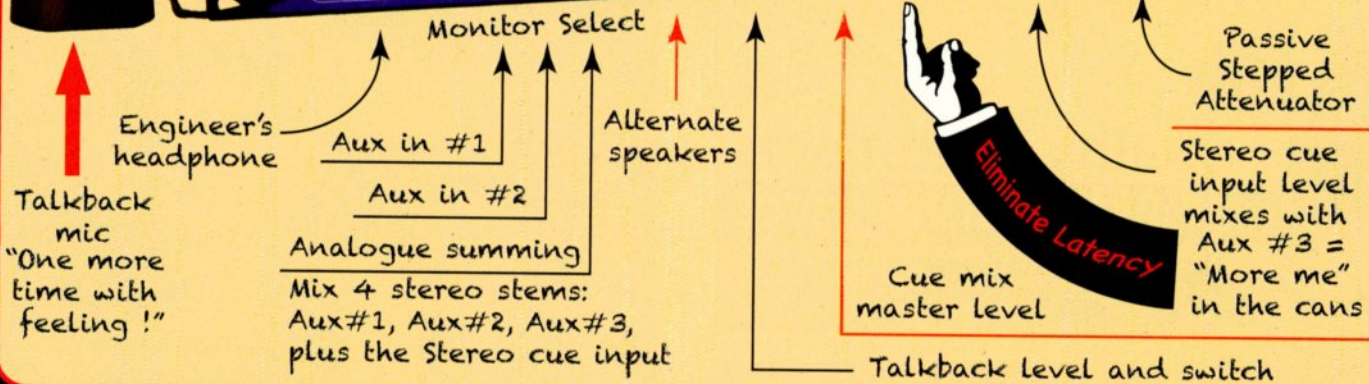 Monitor Select
Talkback
mic
"One more
time with
feeling !"
Engineer's
headphone
Aux in #1
Aux in #2
Analogue summing
Mix 4 stereo stems:
Aux#1, Aux#2, Aux#3,
plus the Stereo cue input
Alternate
speakers
Eliminate Latency
Cue mix
master level
Talkback level and switch
Passive
Stepped
Attenuator
Stereo cue
input level
mixes with
Aux #3 =
"More me"
in the cans